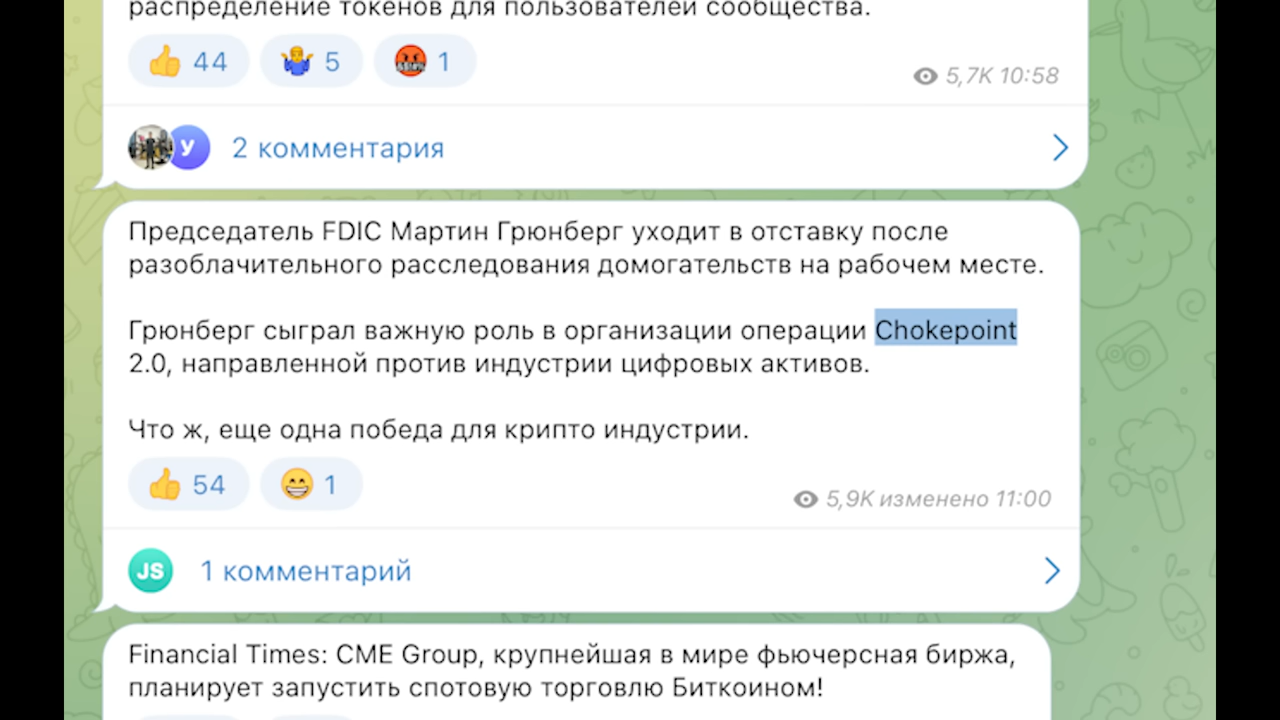 распределение токенов для пользователей сообщества.
44 5 1
5,7K 10:58
У 2 комментария
Председатель FDIC Мартин Грюнберг уходит в отставку после
разоблачительного расследования домогательств на рабочем месте.
Грюнберг сыграл важную роль в организации операции Chokepoint
2.0, направленной против индустрии цифровых активов.
Что ж, еще одна победа для крипто индустрии.
54 1
5,9K изменено 11:00
JS 1 комментарий
Financial Times: CME Group, крупнейшая в мире фьючерсная биржа,
планирует запустить спотовую торговлю Биткоином!